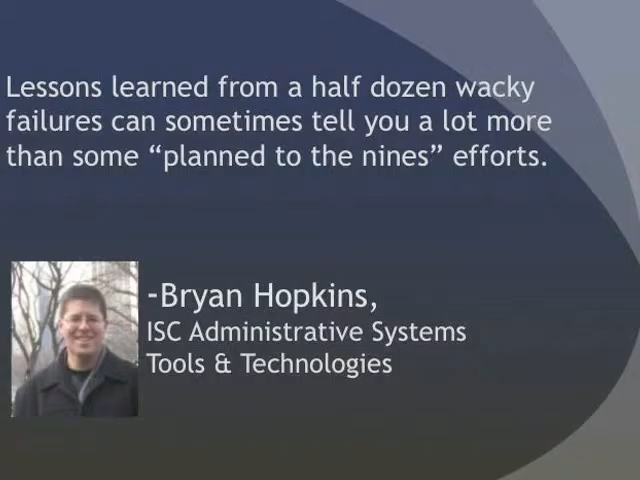 Lessons learned from a half dozen wacky
failures can sometimes tell you a lot more
than some “planned to the nines” efforts.
-Bryan Hopkins,
ISC Administrative Systems
Tools & Technologies